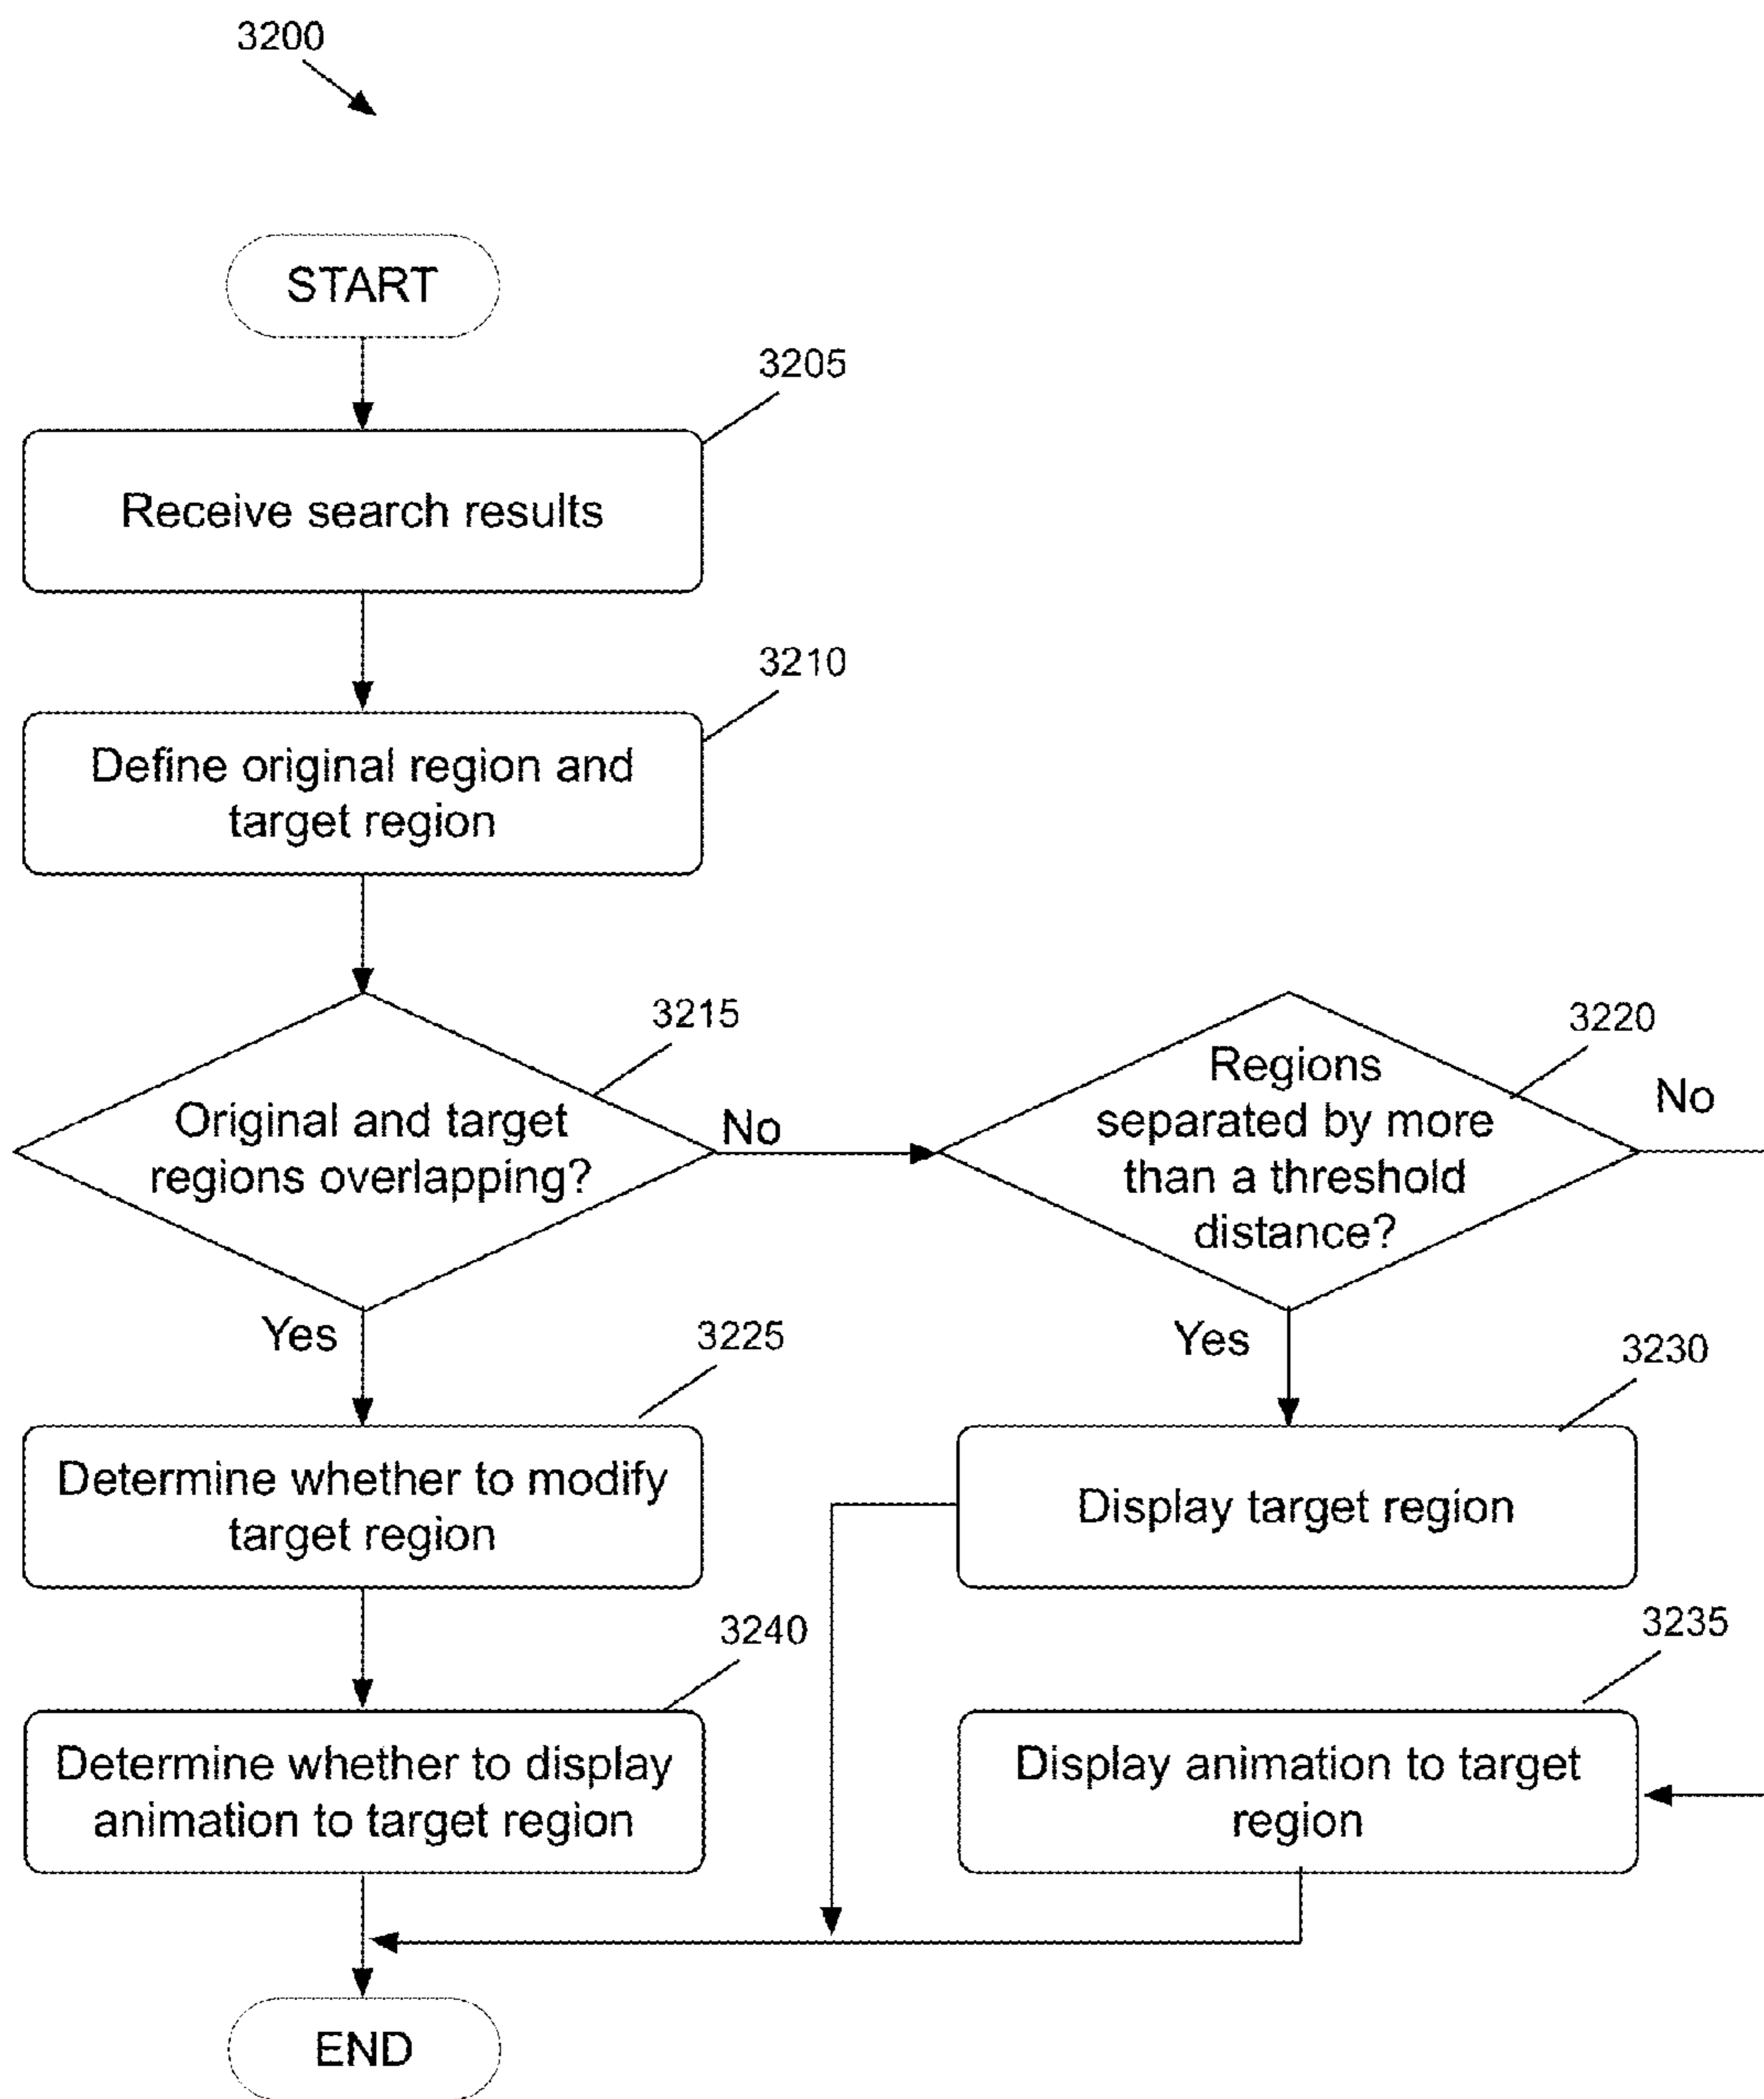 3200
START
3205
Receive search results
3210
Define original region and
target region
3215
Original and target
regions overlapping?
No
3220
Regions
separated by more
than a threshold
distance?
No
Yes
3225
Determine whether to modify
target region
Yes
3230
Display target region
3240
Determine whether to display
animation to target region
3235
Display animation to target
region
END